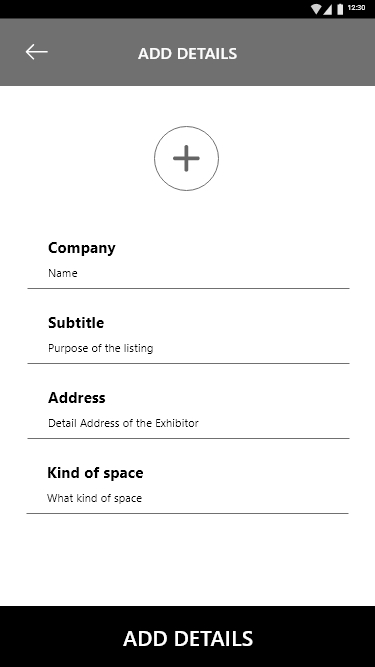 12:30
ADD DETAILS
Company
Name
Subtitle
Purpose of the listing
Address
Detail Address of the Exhibitor
Kind of space
What kind of space
ADD DETAILS